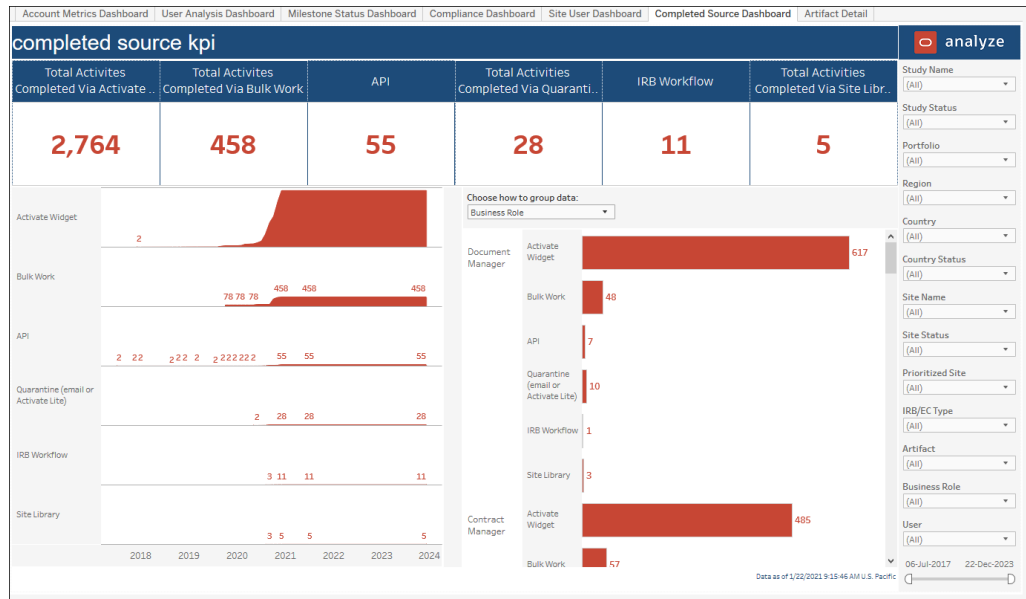 Account Metrics Dashboard User Analysis Dashboard Milestone Status Dashboard Compliance Dashboard Site User Dashboard Completed Source Dashboard Artifact Detail
completed source kpi
analyze
Total Activites
Completed Via Activate ..
Total Activites
Completed Via Bulk Work
API
Total Activities
Completed Via Quaranti..
IRB Workflow
Total Activities
Completed Via Site Libr..
2,764 458 55 28 11 5
Activate Widget
2
Bulk Work
78 78 78 458 458 458
API
2 2 2 2 2 2 2 2 2 2 2 2 2 2 55 55 55
Quarantine (email or
Activate Lite)
2 28 28 28
IRB Workflow
3 11 11 11
Site Library
3 5 5 5
2018 2019 2020 2021 2022 2023 2024
Choose how to group data:
Business Role
Document
Manager
Activate
Widget
617
Bulk Work
48
API
7
Quarantine
(email or
Activate Lite)
10
IRB Workflow
1
Site Library
3
Contract
Manager
Activate
Widget
485
Bulk Work
57
Data as of 1/22/2021 9:15:46 AM U.S. Pacific
Study Name
(All)
Study Status
(All)
Portfolio
(All)
Region
(All)
Country
(All)
Country Status
(All)
Site Name
(All)
Site Status
(All)
Prioritized Site
(All)
IRB/EC Type
(All)
Artifact
(All)
Business Role
(All)
User
(All)
06-Jul-2017 22-Dec-2023